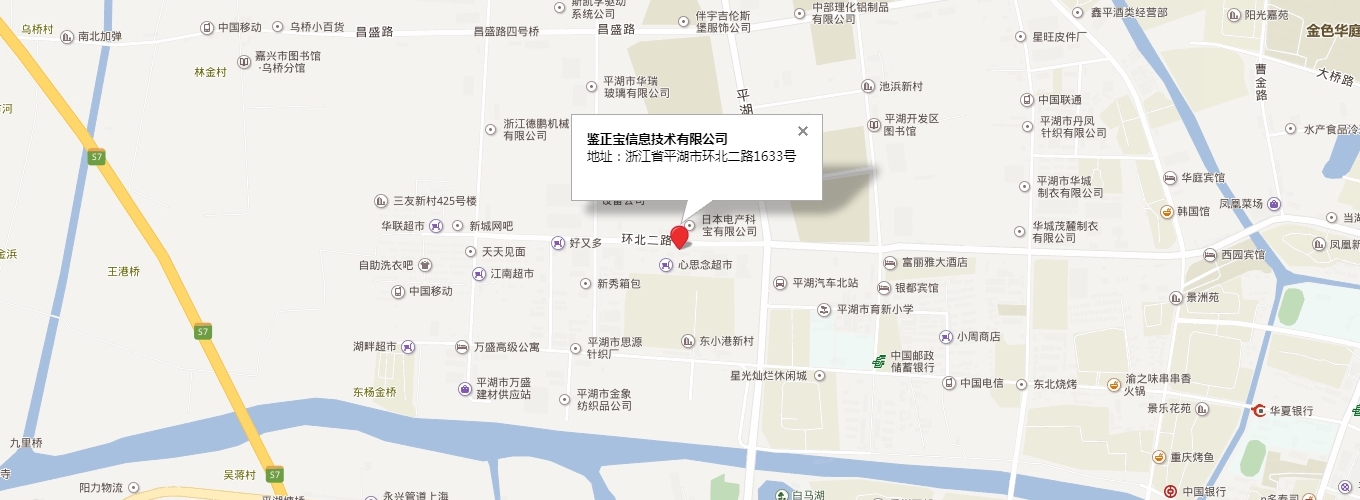 斯凯孚驱动
系统公司
伴宇吉伦斯
堡服饰公司
中部理化铝制品
有限公司
鑫平酒类经营部
阳光嘉苑
金色华庭
乌桥村
南北加弹
中国移动
乌桥小百货
昌盛路
昌盛路四号桥
昌盛路
星旺皮件厂
嘉兴市图书馆
·乌桥分馆
林金村
平湖市华瑞
玻璃有限公司
平湖
池浜新村
中国联通
曹金路
大桥路
浙江德鹏机械
有限公司
平湖开发区
图书馆
平湖市丹凤
针织有限公司
水产食品冷
鉴正宝信息技术有限公司
地址：浙江省平湖市环北二路1633号
S7
平湖市华城
制衣有限公司
华庭宾馆
韩国馆
凤凰菜场
三友新村425号楼
华联超市
新城网吧
设备公司
日本电产科
宝有限公司
华城茂麓制衣
有限公司
好又多
环北二路
天天见面
自助洗衣吧
江南超市
心思念超市
富丽雅大酒店
西园宾馆
凤凰新
王港桥
中国移动
新秀箱包
平湖汽车北站
银都宾馆
景洲苑
平湖市育新小学
S7
小周商店
湖畔超市
万盛高级公寓
平湖市思源
针织厂
东小港新村
中国邮政
储蓄银行
星光灿烂休闲城
中国电信
东北烧烤
渝之味串串香
火锅
东杨金桥
平湖市万盛
建材供应站
平湖市金象
纺织品公司
景乐花苑
华夏银行
九里桥
吴蒋村
S7
重庆烤鱼
阳力物流
永兴管道上海
白马湖
中国银行